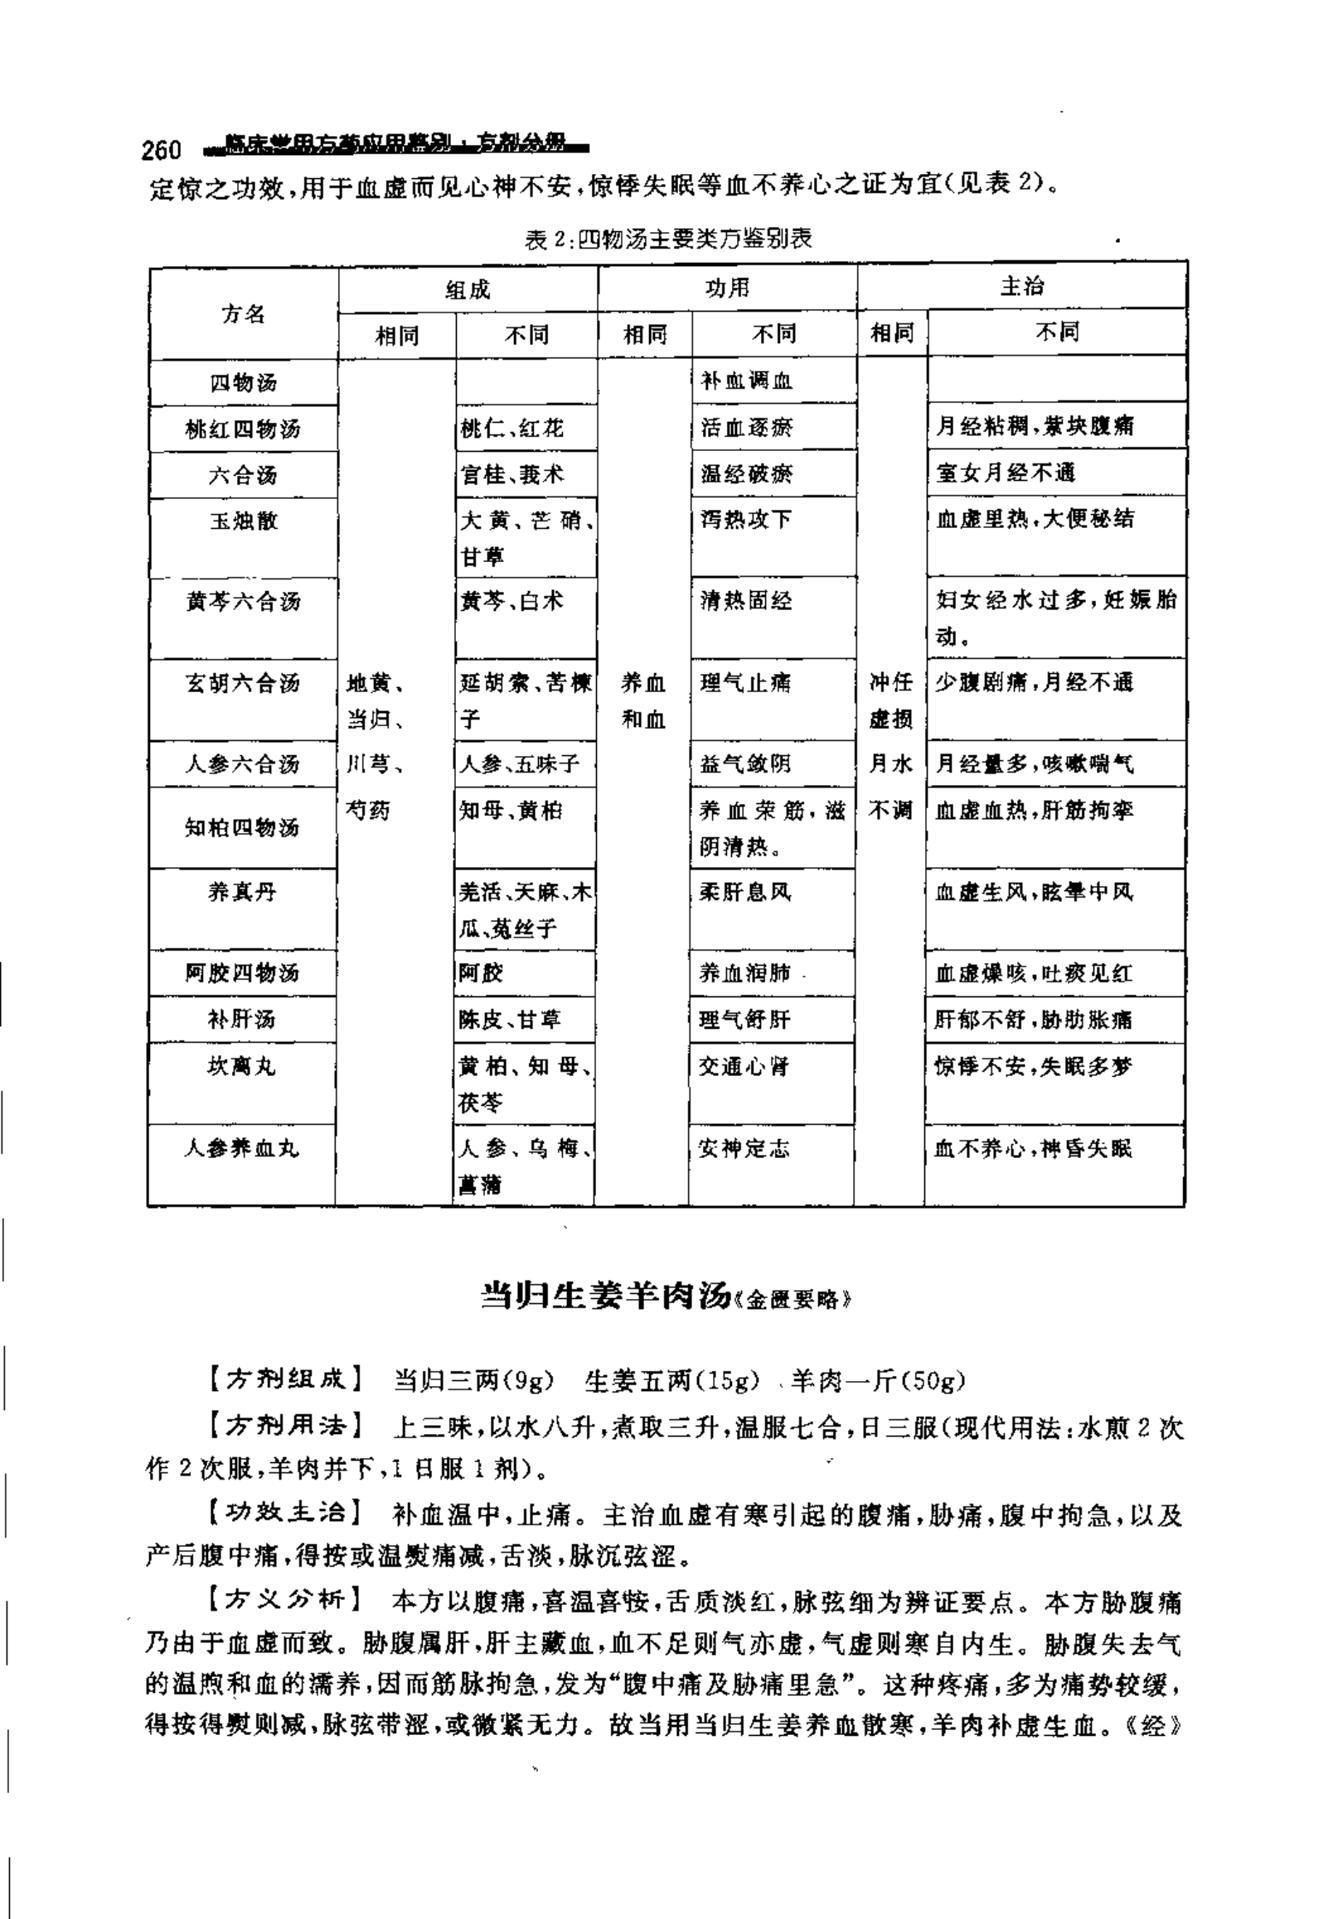 260 临床常用方药应用鉴别·方剂分册
定惊之功效,用于血虚而见心神不安,惊悸失眠等血不养心之证为宜(见表2)。
表2:四物汤主要类方鉴别表
方名 组成 功用 主治
相同 不同 相同 不同 相同 不同
四物汤 补血调血
桃红四物汤 桃仁、红花 活血逐瘀 月经粘稠,紫块腹痛
六合汤 官桂、莪术 温经破瘀 室女月经不通
玉烛散 大黄、芒硝、 泻热攻下 血虚里热,大便秘结
甘草
黄芩六合汤 黄芩、白术 清热固经 妇女经水过多,妊娠胎
动。
玄胡六合汤 地黄、 延胡索、苦楝 养血 理气止痛 冲任 少腹剧痛,月经不通
当归、 子 和血 虚损
人参六合汤 川芎、 人参、五味子 益气敛阴 月水 月经量多,咳嗽喘气
知柏四物汤 芍药 知母、黄柏 养血荣筋,滋 不调 血虚血热,肝筋拘挛
阴清热。
养真丹 羌活、天麻、木 柔肝息风 血虚生风,眩晕中风
瓜、菟丝子
阿胶四物汤 阿胶 养血润肺 血虚燥咳,吐痰见红
补肝汤 陈皮、甘草 理气舒肝 肝郁不舒,胁肋胀痛
坎离丸 黄柏、知母、 交通心肾 惊悸不安,失眠多梦
茯苓
人参养血丸 人参、乌梅、 安神定志 血不养心,神昏失眠
菖蒲
当归生姜羊肉汤《金匮要略》
【方剂组成】 当归三两(9g) 生姜五两(15g) 羊肉一斤(50g)
【方剂用法】 上三味,以水八升,煮取三升,温服七合,日三服(现代用法:水煎2次
作2次服,羊肉并下,1日服1剂)。
【功效主治】 补血温中,止痛。主治血虚有寒引起的腹痛,胁痛,腹中拘急,以及
产后腹中痛,得按或温熨痛减,舌淡,脉沉弦涩。
【方义分析】 本方以腹痛,喜温喜按,舌质淡红,脉弦细为辨证要点。本方胁腹痛
乃由于血虚而致。胁腹属肝,肝主藏血,血不足则气亦虚,气虚则寒自内生。胁腹失去气
的温煦和血的濡养,因而筋脉拘急,发为“腹中痛及胁痛里急”。这种疼痛,多为痛势较缓,
得按得熨则减,脉弦带涩,或微紧无力。故当用当归生姜养血散寒,羊肉补虚生血。《经》